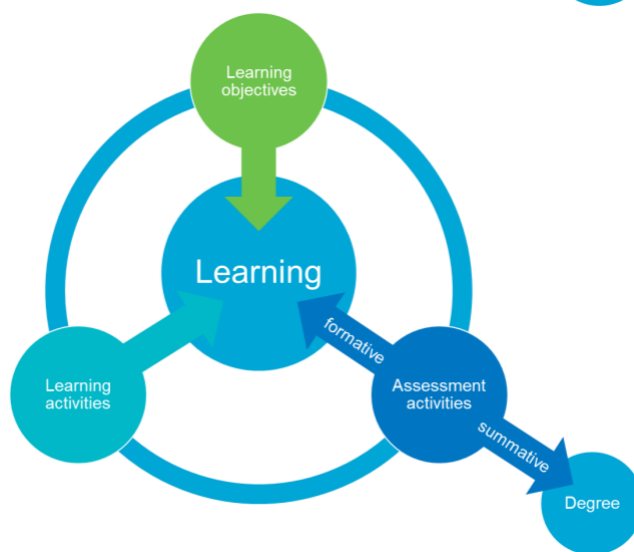 Learning
objectives
Learning
formative
Learning
activities
Assessment
activities
summative
Degree